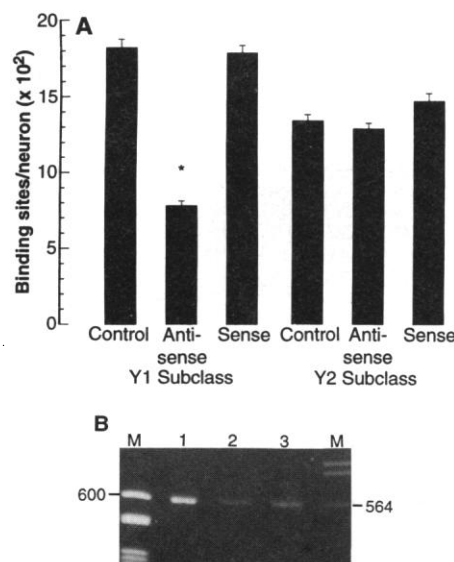 A
Binding sites/neuron (x 10²)
20
15
10
5
0
*
Control Anti-sense Sense Control Anti-sense Sense
Y1 Subclass Y2 Subclass
B
M 1 2 3 M
600
564